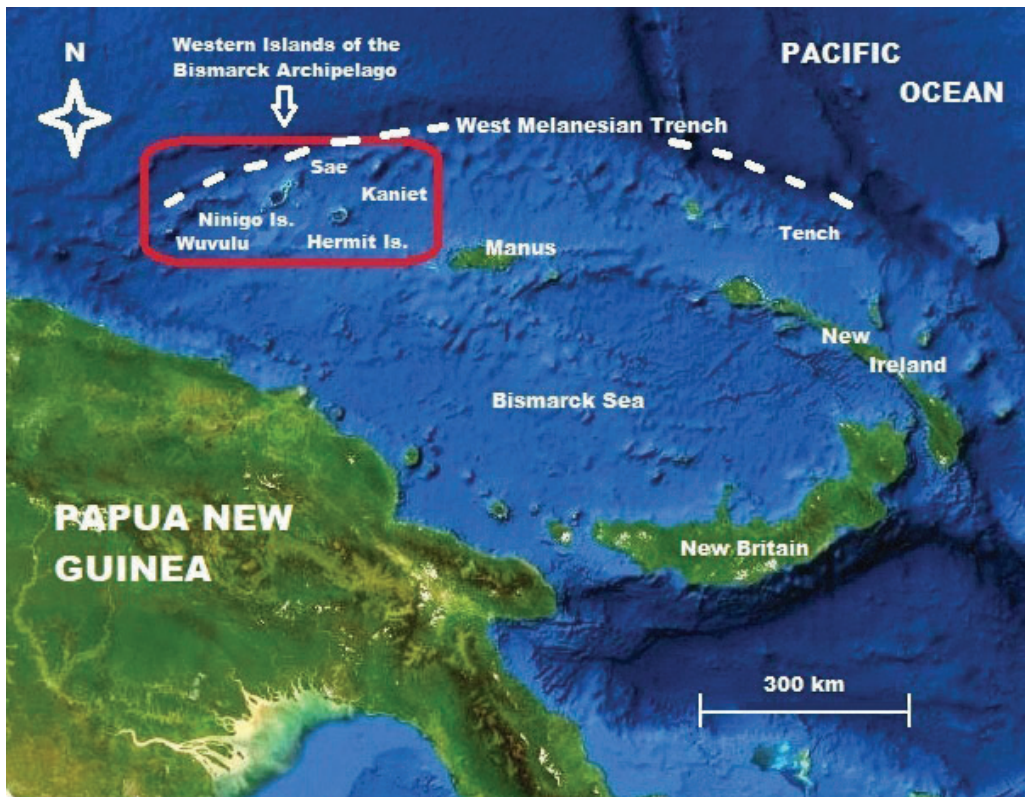 N
Western Islands of the
Bismarck Archipelago
PACIFIC
OCEAN
West Melanesian Trench
Sae
Kaniet
Ninigo Is.
Wuvulu
Hermit Is.
Manus
Tench
New
Ireland
Bismarck Sea
PAPUA NEW
GUINEA
New Britain
300 km